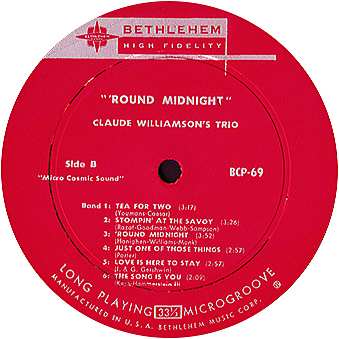 BETHLEHEM
BETHLEHEM
HIGH FIDELITY
"'ROUND MIDNIGHT"
CLAUDE WILLIAMSON'S TRIO
Side B
BCP-69
"Micro Cosmic Sound"
Band 1: TEA FOR TWO (3:17)
(Youmans Caesar)
2: STOMPIN' AT THE SAVOY (3:26)
(Razaf-Goodman-Webb-Sampson)
3: 'ROUND MIDNIGHT (3:52)
(Hanighen-Williams-Monk)
4: JUST ONE OF THOSE THINGS (2:57)
(Porter)
5: LOVE IS HERE TO STAY (2:57)
(I. & G. Gershwin)
6: THE SONG IS YOU (2:09)
(Kern-Hammerstein II)
LONG PLAYING 33⅓ MICROGROOVE ®
MANUFACTURED IN U.S.A. BETHLEHEM MUSIC CORP.